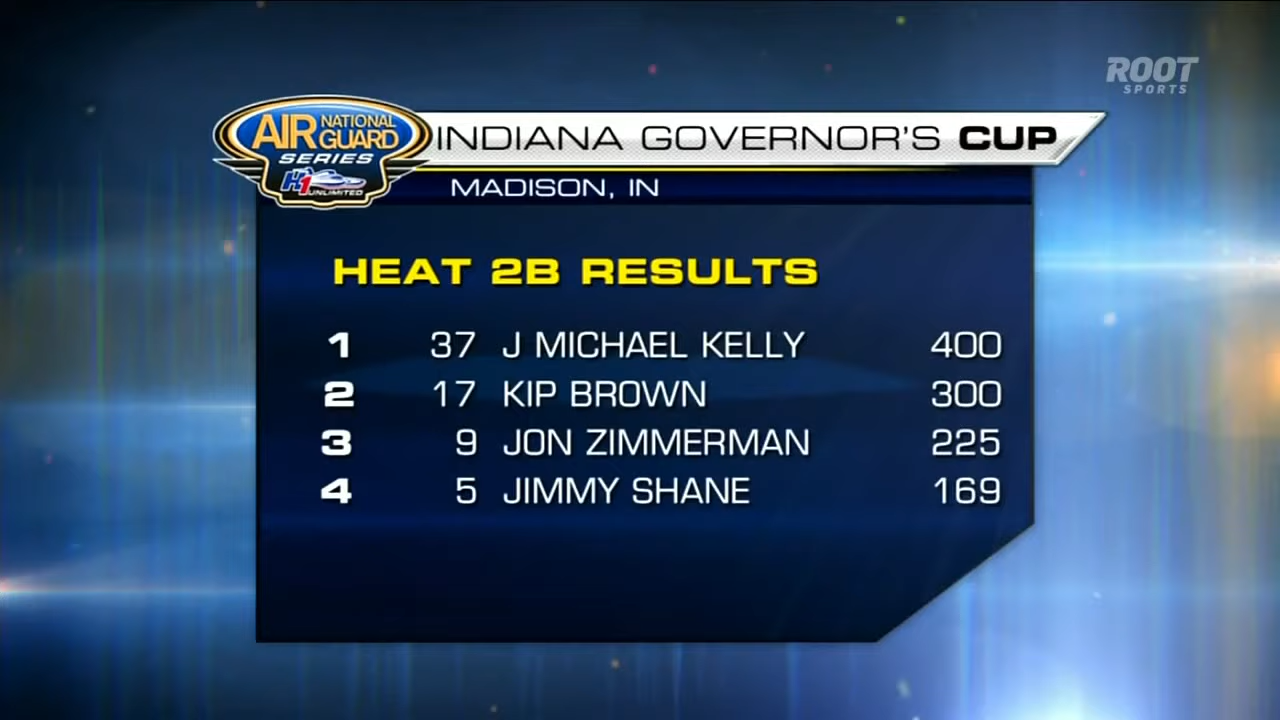 ROOT
SPORTS
AIR NATIONAL GUARD
SERIES
H1 UNLIMITED
INDIANA GOVERNOR'S CUP
MADISON, IN
HEAT 2B RESULTS
1 37 J MICHAEL KELLY 400
2 17 KIP BROWN 300
3 9 JON ZIMMERMAN 225
4 5 JIMMY SHANE 169